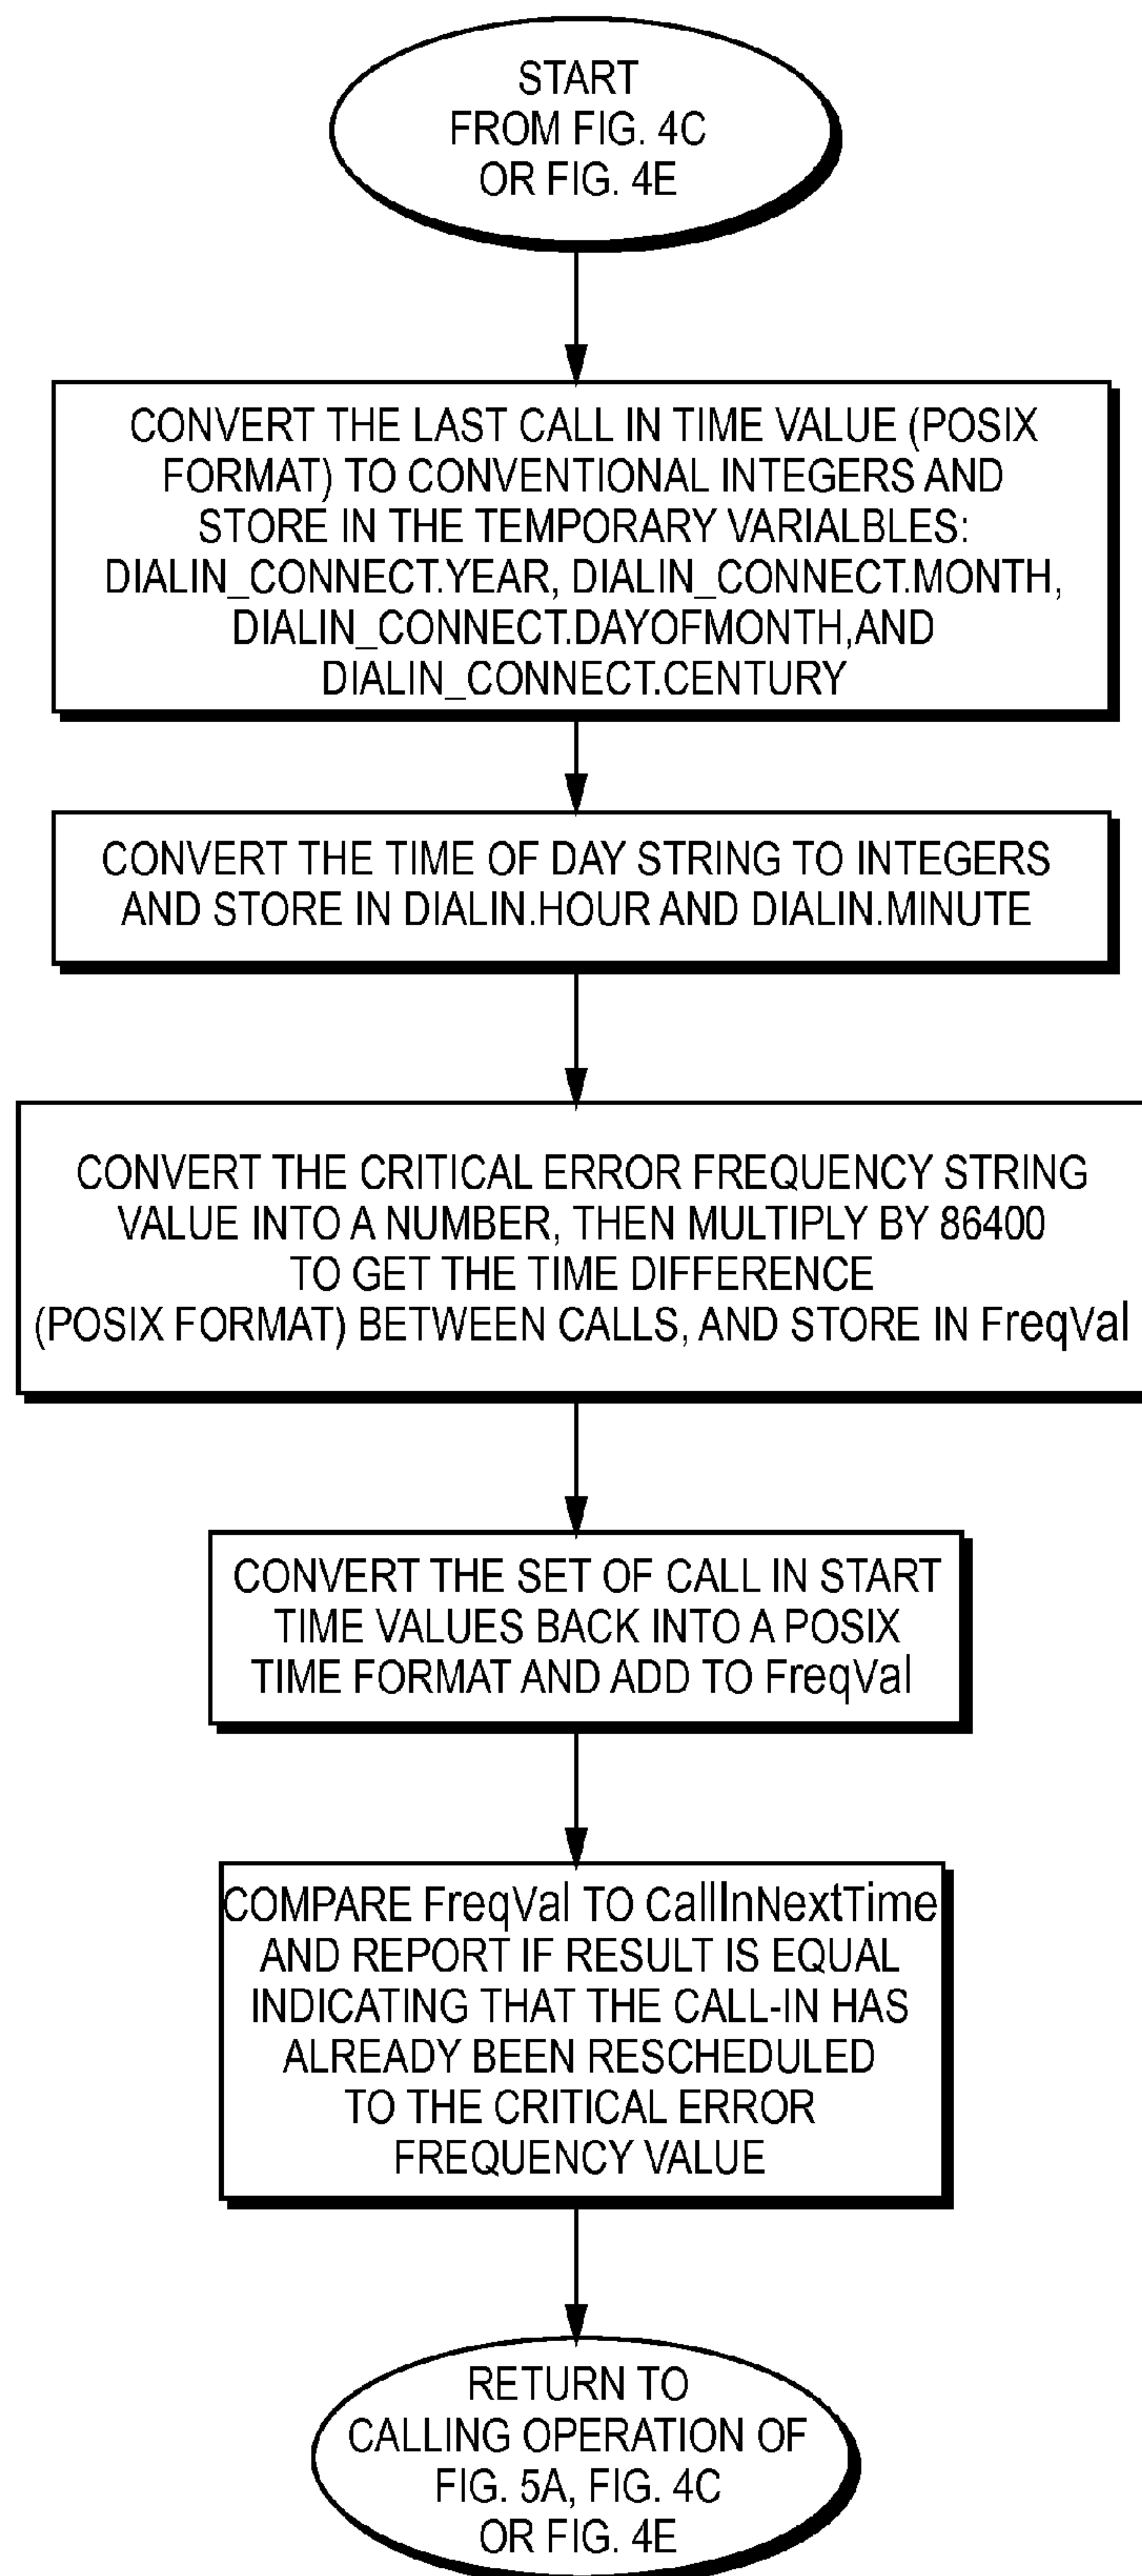 START
FROM FIG. 4C
OR FIG. 4E
CONVERT THE LAST CALL IN TIME VALUE (POSIX
FORMAT) TO CONVENTIONAL INTEGERS AND
STORE IN THE TEMPORARY VARIALBLES:
DIALIN_CONNECT.YEAR, DIALIN_CONNECT.MONTH,
DIALIN_CONNECT.DAYOFMONTH,AND
DIALIN_CONNECT.CENTURY
CONVERT THE TIME OF DAY STRING TO INTEGERS
AND STORE IN DIALIN.HOUR AND DIALIN.MINUTE
CONVERT THE CRITICAL ERROR FREQUENCY STRING
VALUE INTO A NUMBER, THEN MULTIPLY BY 86400
TO GET THE TIME DIFFERENCE
(POSIX FORMAT) BETWEEN CALLS, AND STORE IN FreqVal
CONVERT THE SET OF CALL IN START
TIME VALUES BACK INTO A POSIX
TIME FORMAT AND ADD TO FreqVal
COMPARE FreqVal TO CallInNextTime
AND REPORT IF RESULT IS EQUAL
INDICATING THAT THE CALL-IN HAS
ALREADY BEEN RESCHEDULED
TO THE CRITICAL ERROR
FREQUENCY VALUE
RETURN TO
CALLING OPERATION OF
FIG. 5A, FIG. 4C
OR FIG. 4E